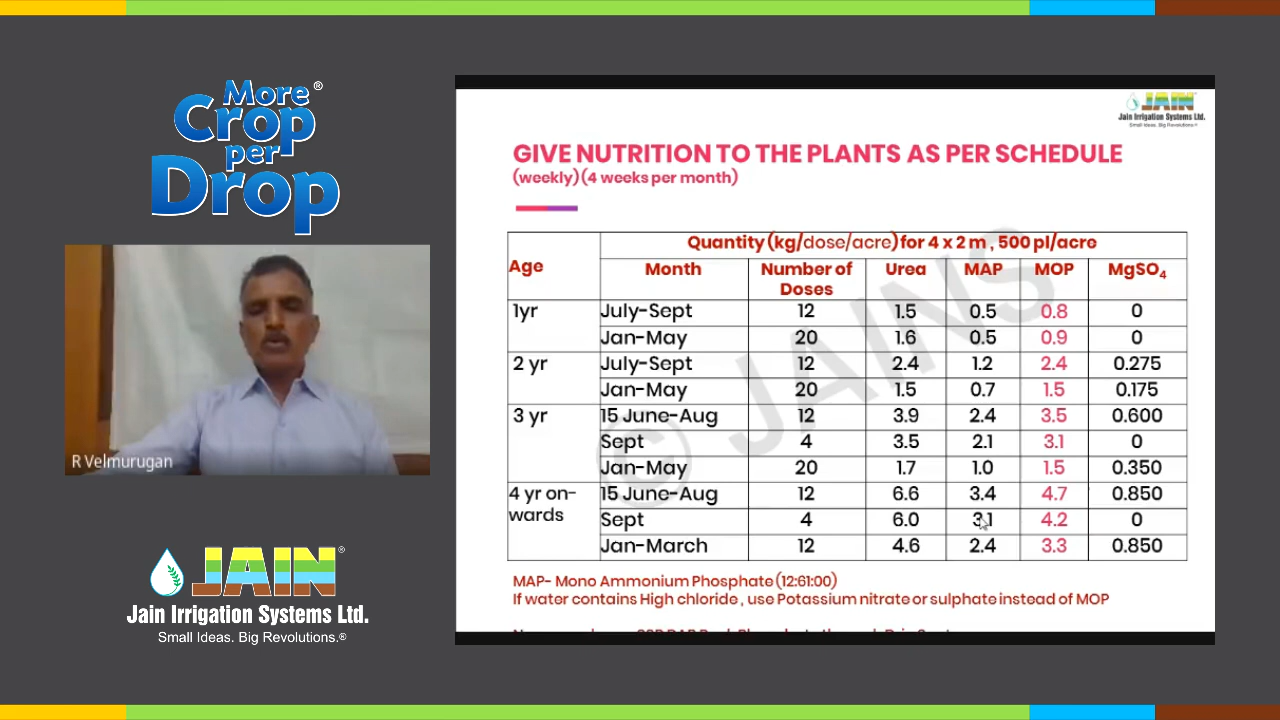 More®
Crop
per
Drop
R Velmurugan
JAIN®
Jain Irrigation Systems Ltd.
Small Ideas. Big Revolutions.®
JAIN
Jain Irrigation Systems Ltd.
Small Ideas. Big Revolutions.®
GIVE NUTRITION TO THE PLANTS AS PER SCHEDULE
(weekly) (4 weeks per month)
Quantity (kg/dose/acre) for 4 x 2 m , 500 pl/acre
Age Month Number of Doses Urea MAP MOP MgSO₄
1yr July-Sept 12 1.5 0.5 0.8 0
Jan-May 20 1.6 0.5 0.9 0
2 yr July-Sept 12 2.4 1.2 2.4 0.275
Jan-May 20 1.5 0.7 1.5 0.175
3 yr 15 June-Aug 12 3.9 2.4 3.5 0.600
Sept 4 3.5 2.1 3.1 0
Jan-May 20 1.7 1.0 1.5 0.350
4 yr on-wards 15 June-Aug 12 6.6 3.4 4.7 0.850
Sept 4 6.0 3.1 4.2 0
Jan-March 12 4.6 2.4 3.3 0.850
MAP- Mono Ammonium Phosphate (12:61:00)
If water contains High chloride , use Potassium nitrate or sulphate instead of MOP
© JAINS